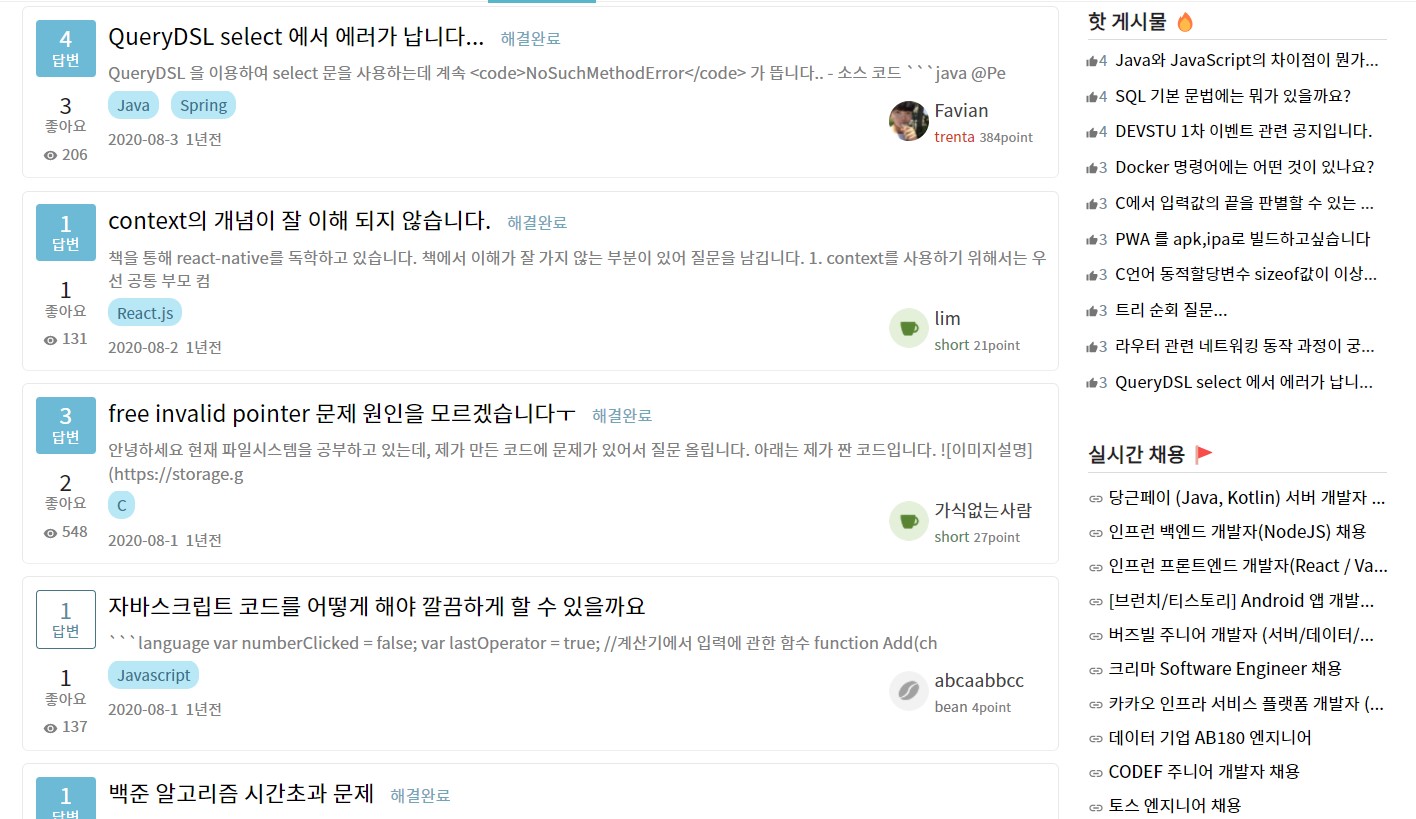 4
답변
QueryDSL select 에서 에러가 납니다... 해결완료
QueryDSL 을 이용하여 select 문을 사용하는데 계속 <code>NoSuchMethodError</code> 가 뜹니다.. - 소스 코드 ```java @Pe
3
좋아요
206
Java Spring
2020-08-3 1년전
Favian
trenta 384point
1
답변
context의 개념이 잘 이해 되지 않습니다. 해결완료
책을 통해 react-native를 독학하고 있습니다. 책에서 이해가 잘 가지 않는 부분이 있어 질문을 남깁니다. 1. context를 사용하기 위해서는 우
선 공통 부모 컴
1
좋아요
131
React.js
2020-08-2 1년전
lim
short 21point
3
답변
free invalid pointer 문제 원인을 모르겠습니다ㅜ 해결완료
안녕하세요 현재 파일시스템을 공부하고 있는데, 제가 만든 코드에 문제가 있어서 질문 올립니다. 아래는 제가 짠 코드입니다. ![이미지설명]
(https://storage.g
2
좋아요
548
C
2020-08-1 1년전
가식없는사람
short 27point
1
답변
자바스크립트 코드를 어떻게 해야 깔끔하게 할 수 있을까요
```language var numberClicked = false; var lastOperator = true; //계산기에서 입력에 관한 함수 function Add(ch
1
좋아요
137
Javascript
2020-08-1 1년전
abcaabbcc
bean 4point
1
답변
백준 알고리즘 시간초과 문제 해결완료
핫 게시물
4 Java와 JavaScript의 차이점이 뭔가...
4 SQL 기본 문법에는 뭐가 있을까요?
4 DEVSTU 1차 이벤트 관련 공지입니다.
3 Docker 명령어에는 어떤 것이 있나요?
3 C에서 입력값의 끝을 판별할 수 있는 ...
3 PWA 를 apk,ipa로 빌드하고싶습니다
3 C언어 동적할당변수 sizeof값이 이상...
3 트리 순회 질문...
3 라우터 관련 네트워킹 동작 과정이 궁...
3 QueryDSL select 에서 에러가 납니...
실시간 채용
당근페이 (Java, Kotlin) 서버 개발자 ...
인프런 백엔드 개발자(NodeJS) 채용
인프런 프론트엔드 개발자(React / Va...
[브런치/티스토리] Android 앱 개발...
버즈빌 주니어 개발자 (서버/데이터/...
크리마 Software Engineer 채용
카카오 인프라 서비스 플랫폼 개발자 (...
데이터 기업 AB180 엔지니어
CODEF 주니어 개발자 채용
토스 엔지니어 채용